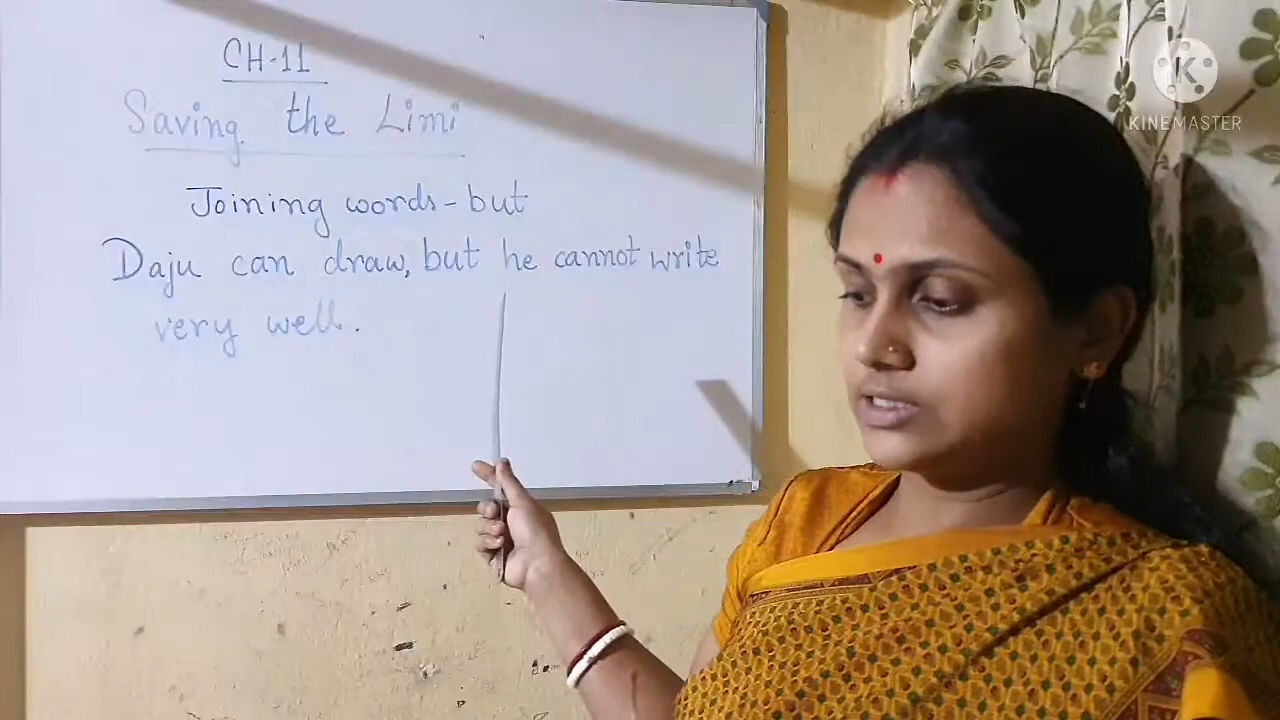 CH-11
Saving the Limi
Joining words - but
Daju can draw, but he cannot write
very well.
K
KINEMASTER